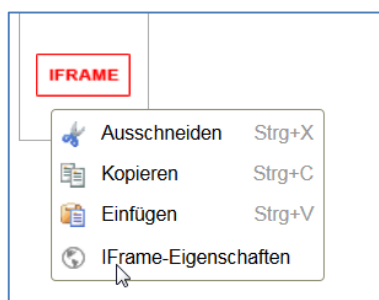 IFRAME
Ausschneiden Strg+X
Kopieren Strg+C
Einfügen Strg+V
IFrame-Eigenschaften